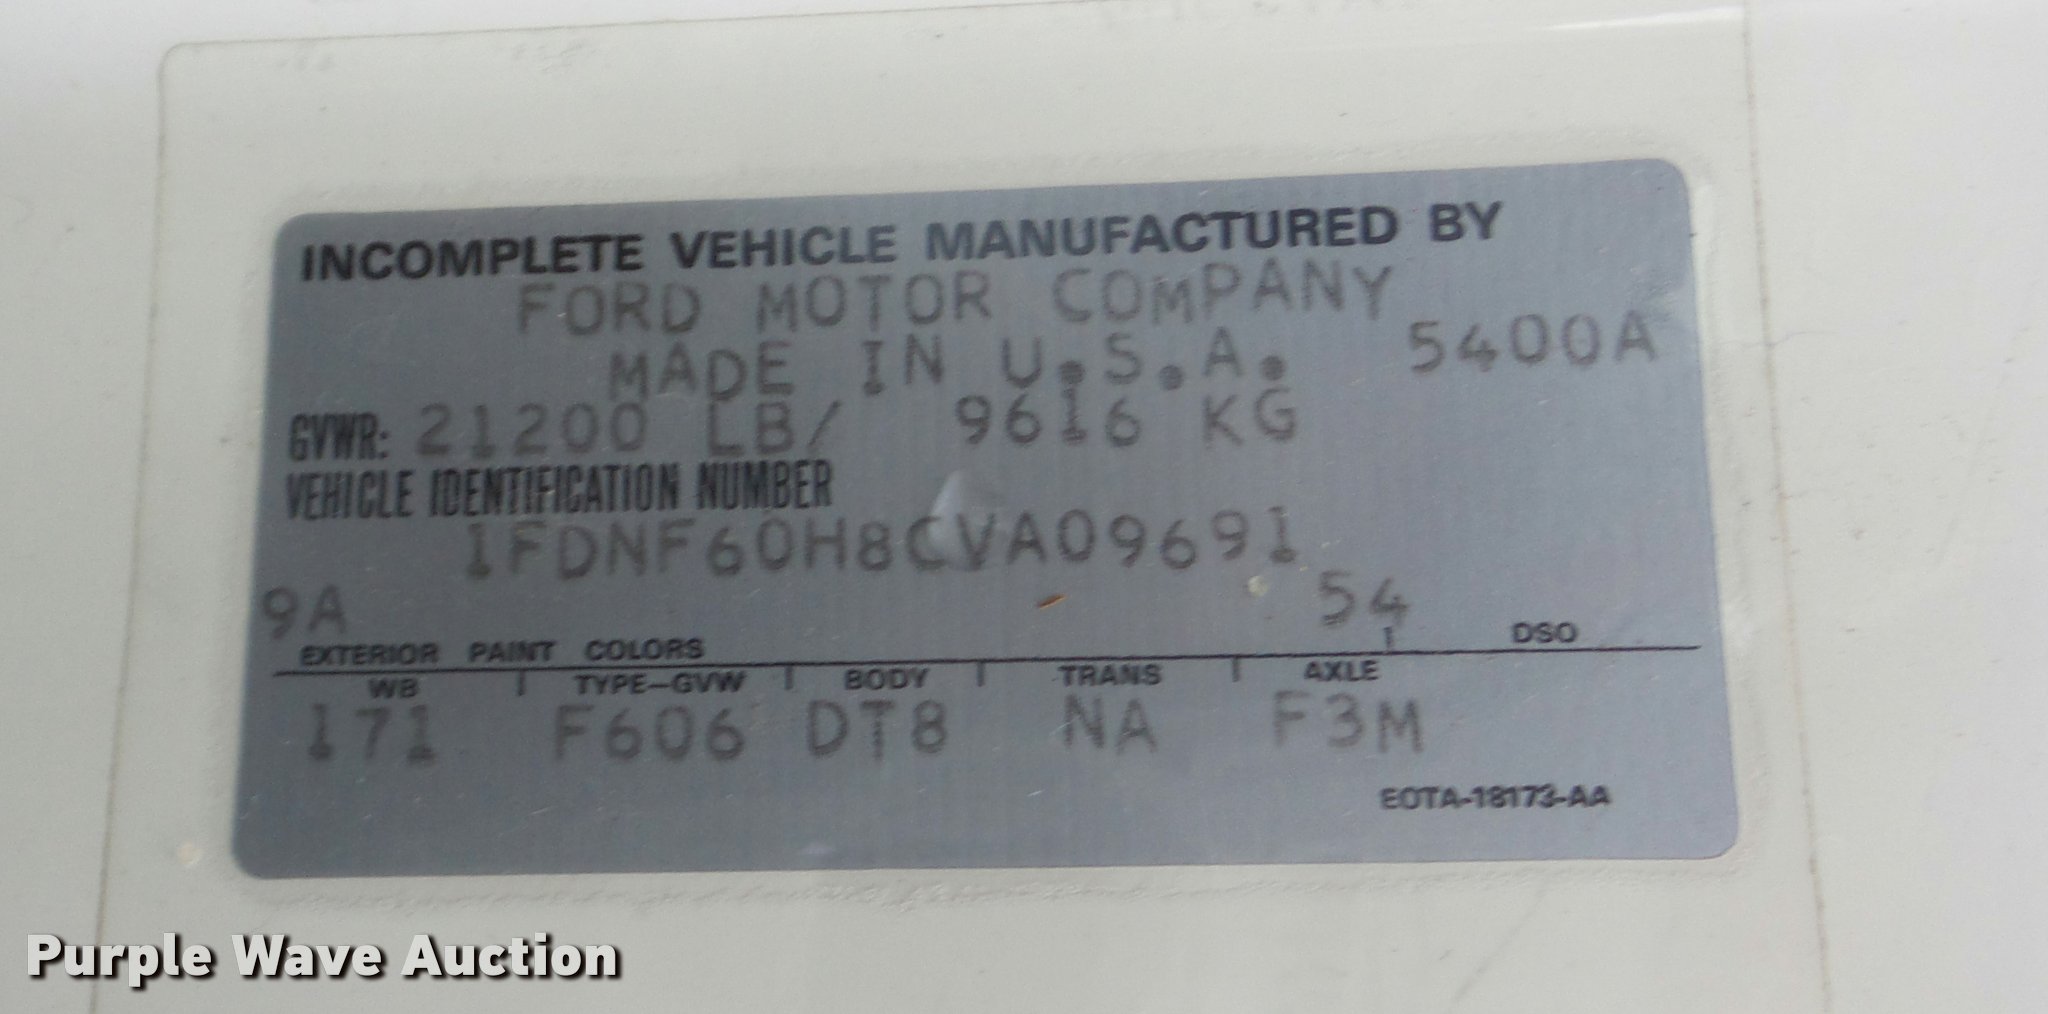 INCOMPLETE VEHICLE MANUFACTURED BY
FORD MOTOR COMPANY
MADE IN U.S.A. 5400A
GVWR: 21200 LB/ 9616 KG
VEHICLE IDENTIFICATION NUMBER
1FDNF60H8CVA09691
9A 54
EXTERIOR PAINT COLORS DSO
WB TYPE-GVW BODY TRANS AXLE
171 F606 DT8 NA F3M
EOTA-18173-AA
Purple Wave Auction